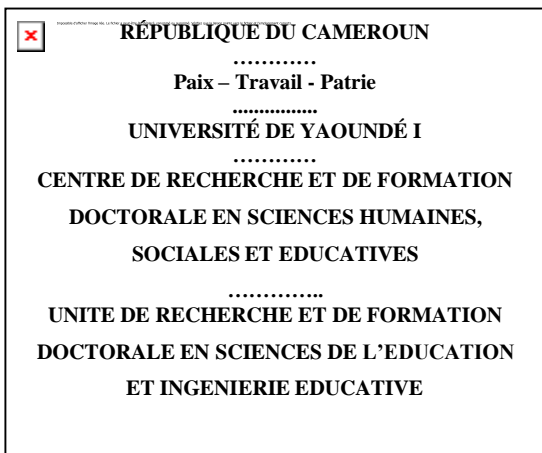 RÉPUBLIQUE DU CAMEROUN
…………
Paix – Travail - Patrie
................
UNIVERSITÉ DE YAOUNDÉ I
…………
CENTRE DE RECHERCHE ET DE FORMATION
DOCTORALE EN SCIENCES HUMAINES,
SOCIALES ET EDUCATIVES
…………..
UNITE DE RECHERCHE ET DE FORMATION
DOCTORALE EN SCIENCES DE L’EDUCATION
ET INGENIERIE EDUCATIVE